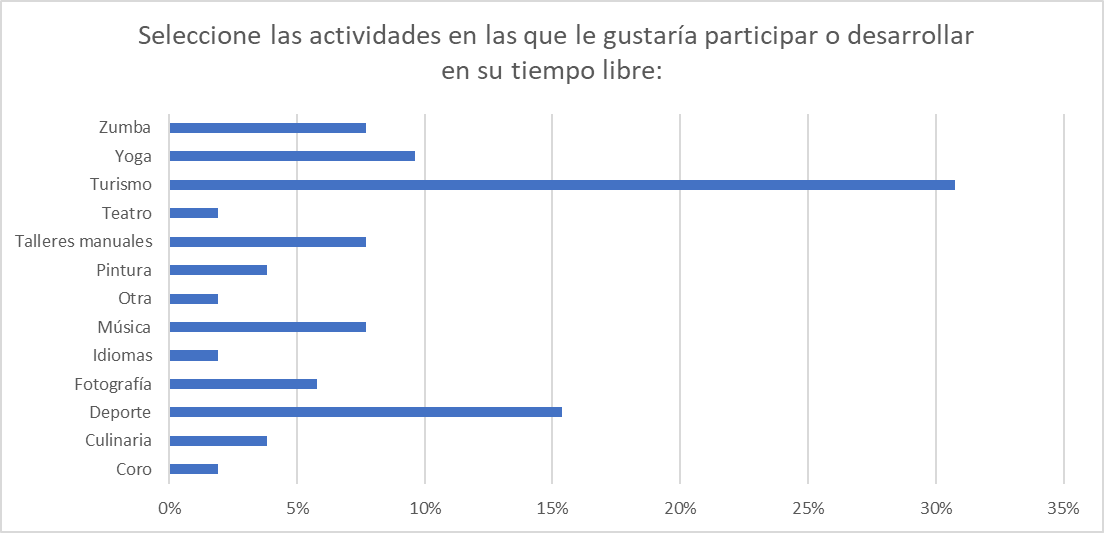 Seleccione las actividades en las que le gustaría participar o desarrollar
en su tiempo libre:
Zumba
Yoga
Turismo
Teatro
Talleres manuales
Pintura
Otra
Música
Idiomas
Fotografía
Deporte
Culinaria
Coro
0% 5% 10% 15% 20% 25% 30% 35%